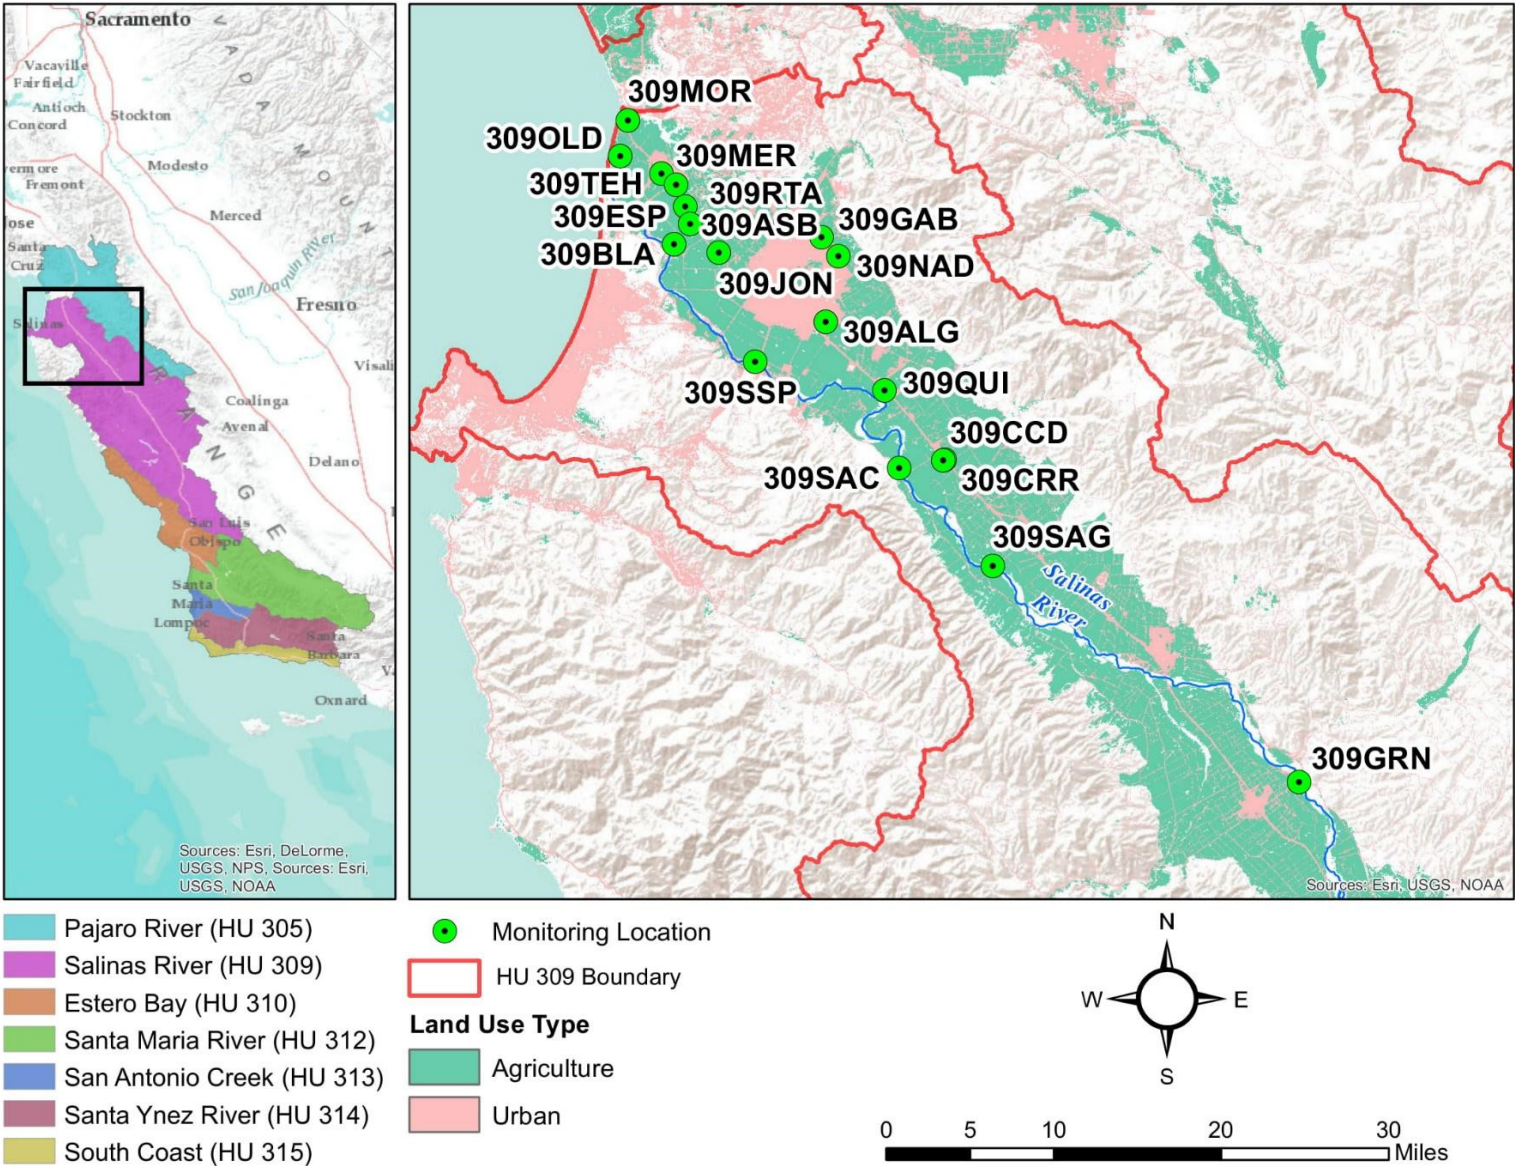 Sacramento
Vacaville
Fairfield
Antioch
Concord
Stockton
Modesto
vermore
Fremont
Merced
Jose
Santa
Cruz
San Joaquin River
Fresno
Salinas
Visali
Coalinga
Avenal
Delano
San Luis
Obispo
Santa
Maria
Lompoc
Santa
Barbara
Oxnard
RANGE
Sources: Esri, DeLorme,
USGS, NPS, Sources: Esri,
USGS, NOAA
309MOR
309OLD
309MER
309TEH
309RTA
309ESP
309ASB
309GAB
309BLA
309NAD
309JON
309ALG
309SSP
309QUI
309CCD
309SAC
309CRR
309SAG
Salinas
River
309GRN
Sources: Esri, USGS, NOAA
Pajaro River (HU 305)
Salinas River (HU 309)
Estero Bay (HU 310)
Santa Maria River (HU 312)
San Antonio Creek (HU 313)
Santa Ynez River (HU 314)
South Coast (HU 315)
Monitoring Location
HU 309 Boundary
Land Use Type
Agriculture
Urban
N
W E
S
0 5 10 20 30
Miles